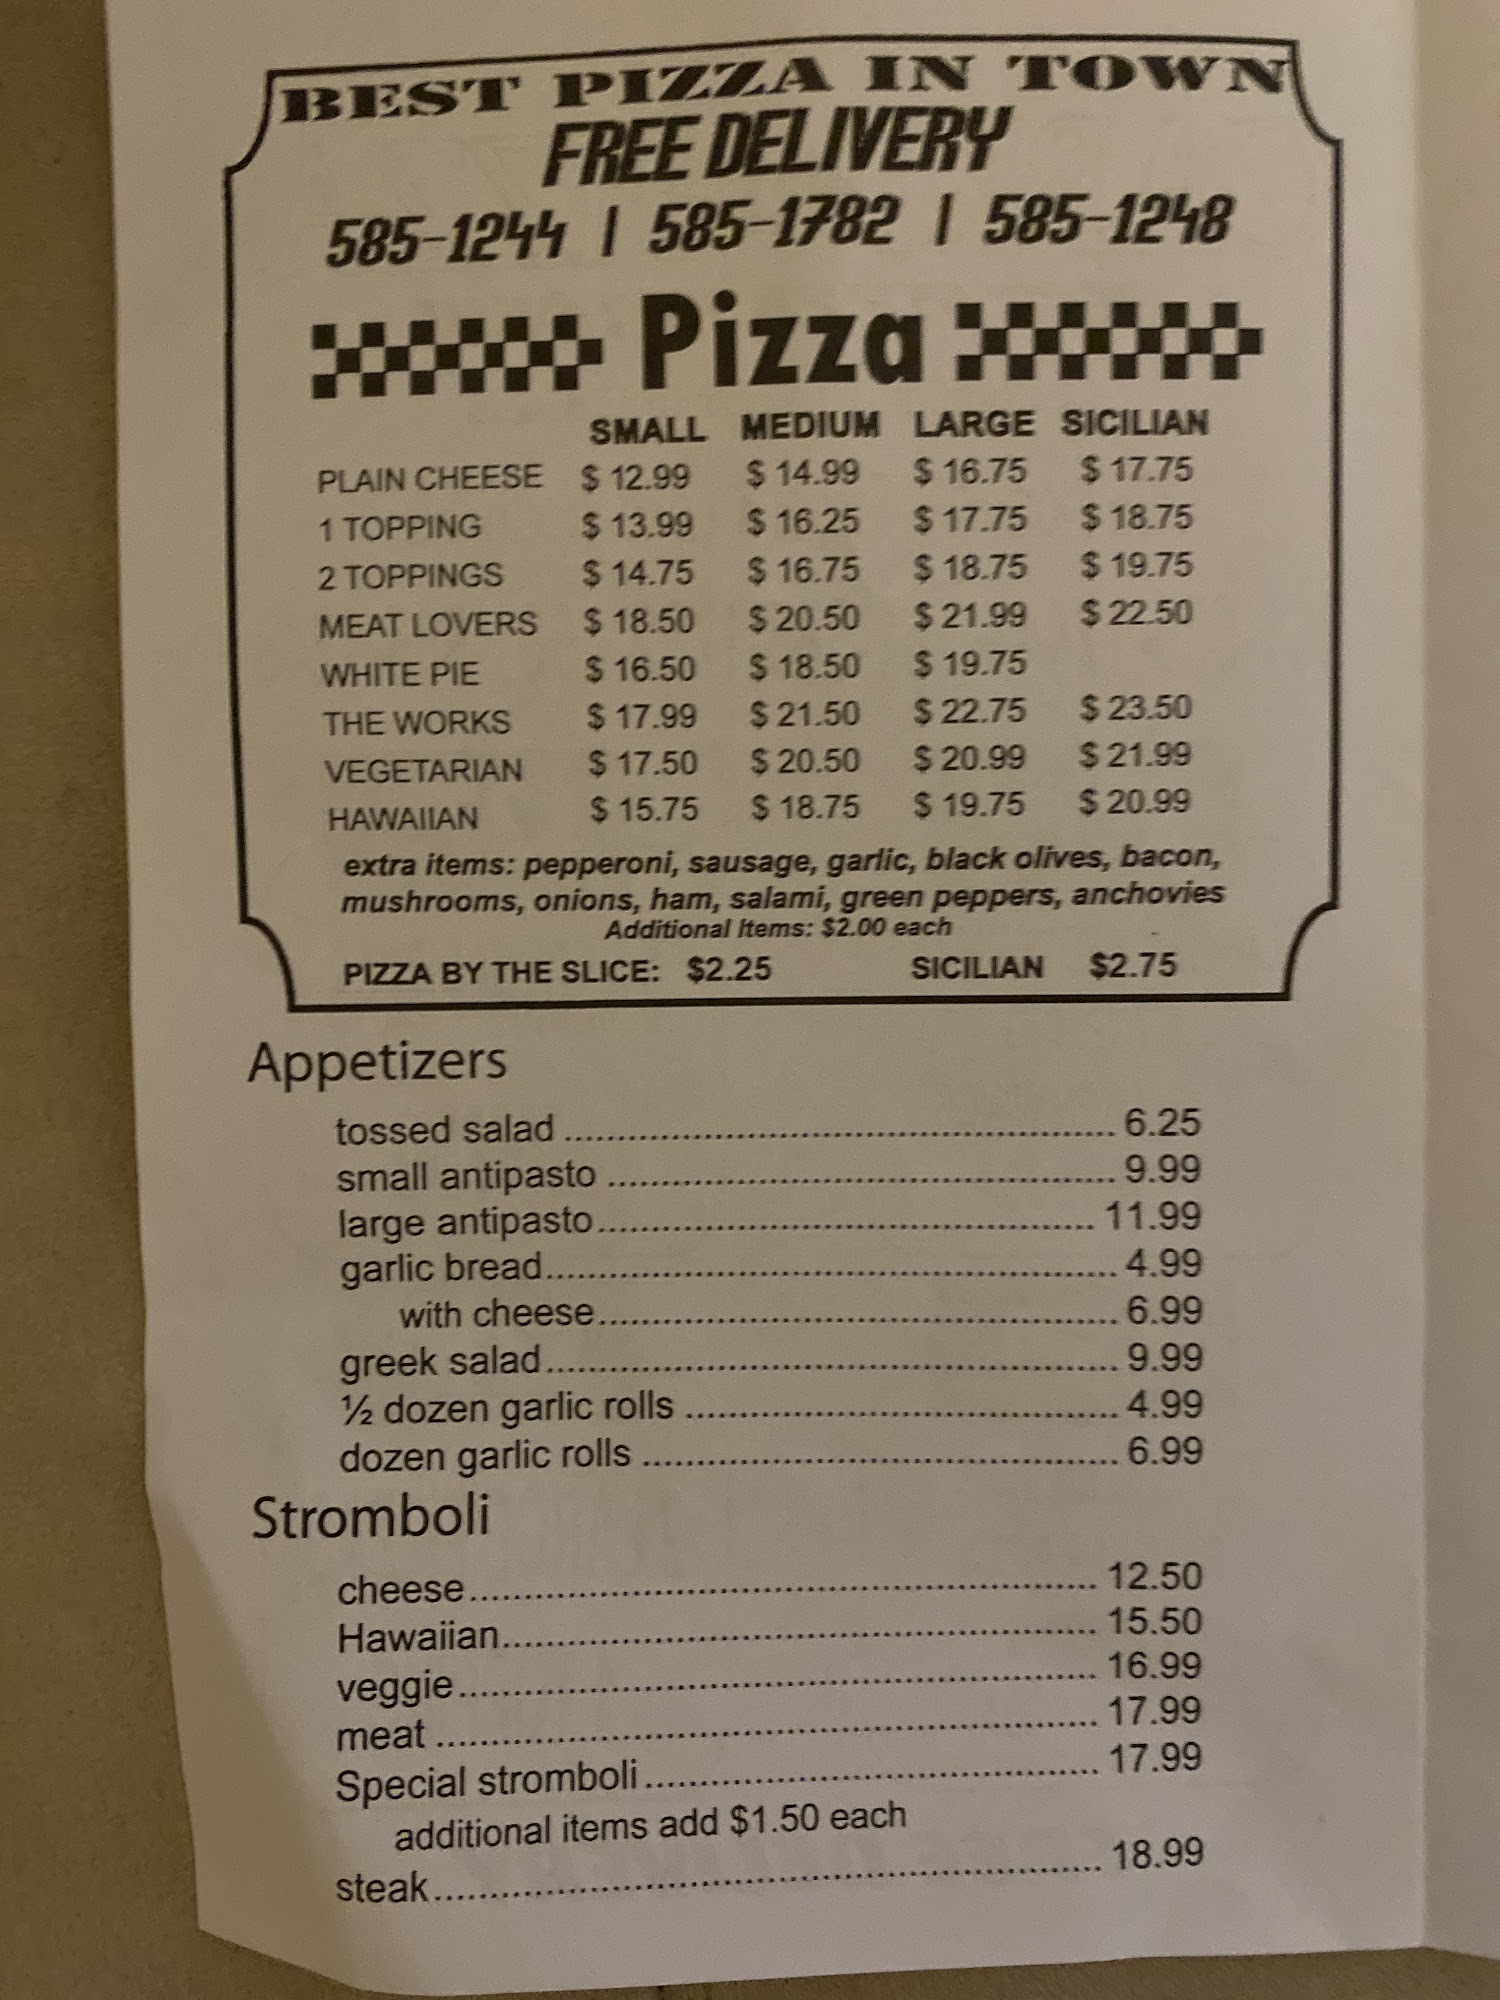 BEST PIZZA IN TOWN
FREE DELIVERY
585-1244 | 585-1782 | 585-1248
Pizza
SMALL MEDIUM LARGE SICILIAN
PLAIN CHEESE $ 12.99 $ 14.99 $ 16.75 $ 17.75
1 TOPPING $ 13.99 $ 16.25 $ 17.75 $ 18.75
2 TOPPINGS $ 14.75 $ 16.75 $ 18.75 $ 19.75
MEAT LOVERS $ 18.50 $ 20.50 $ 21.99 $ 22.50
WHITE PIE $ 16.50 $ 18.50 $ 19.75
THE WORKS $ 17.99 $ 21.50 $ 22.75 $ 23.50
VEGETARIAN $ 17.50 $ 20.50 $ 20.99 $ 21.99
HAWAIIAN $ 15.75 $ 18.75 $ 19.75 $ 20.99
extra items: pepperoni, sausage, garlic, black olives, bacon,
mushrooms, onions, ham, salami, green peppers, anchovies
Additional Items: $2.00 each
PIZZA BY THE SLICE: $2.25 SICILIAN $2.75
Appetizers
tossed salad 6.25
small antipasto 9.99
large antipasto 11.99
garlic bread 4.99
with cheese 6.99
greek salad 9.99
½ dozen garlic rolls 4.99
dozen garlic rolls 6.99
Stromboli
cheese 12.50
Hawaiian 15.50
veggie 16.99
meat 17.99
Special stromboli 17.99
additional items add $1.50 each
steak 18.99